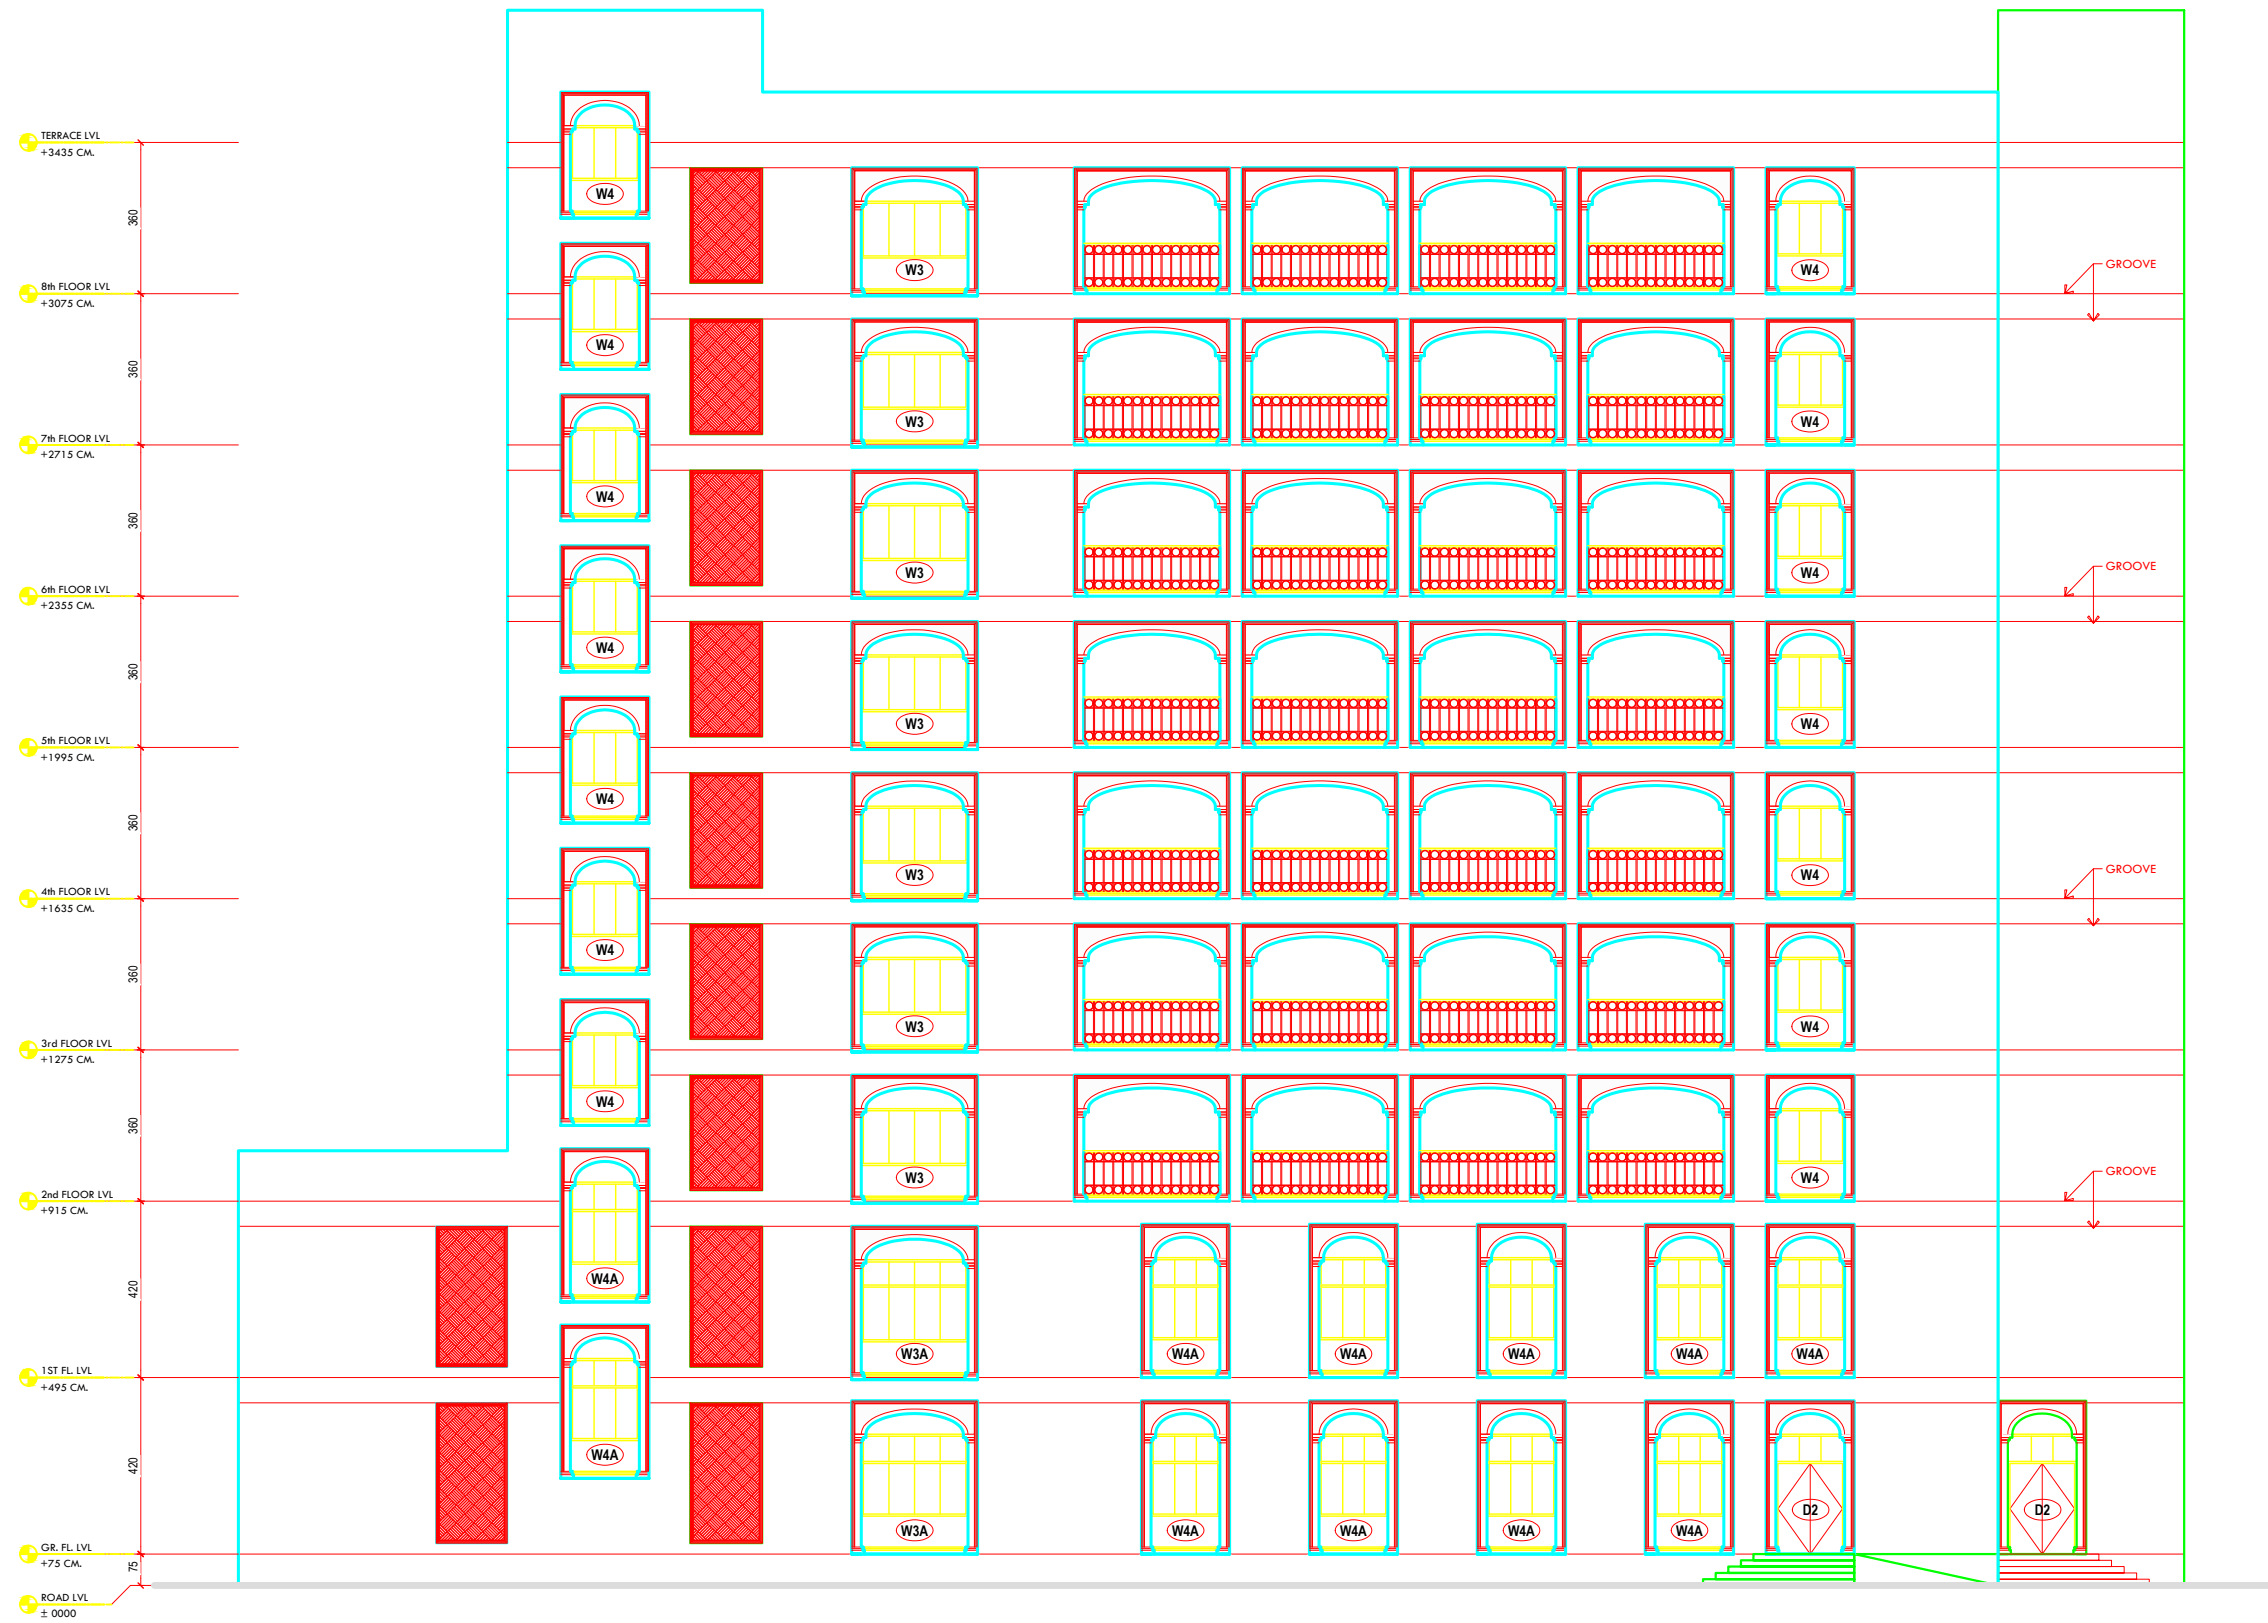 TERRACE LVL
+3435 CM.
W4
360
W3
W4
GROOVE
8th FLOOR LVL
+3075 CM.
W4
360
W3
W4
7th FLOOR LVL
+2715 CM.
W4
360
W3
W4
GROOVE
6th FLOOR LVL
+2355 CM.
W4
360
W3
W4
5th FLOOR LVL
+1995 CM.
W4
360
W3
W4
GROOVE
4th FLOOR LVL
+1635 CM.
W4
360
W3
W4
3rd FLOOR LVL
+1275 CM.
W4
360
W3
W4
GROOVE
2nd FLOOR LVL
+915 CM.
W4A
420
W3A
W4A
W4A
W4A
W4A
W4A
1ST FL. LVL
+495 CM.
W4A
420
W3A
W4A
W4A
W4A
W4A
D2
D2
GR. FL. LVL
+75 CM.
75
ROAD LVL
± 0000